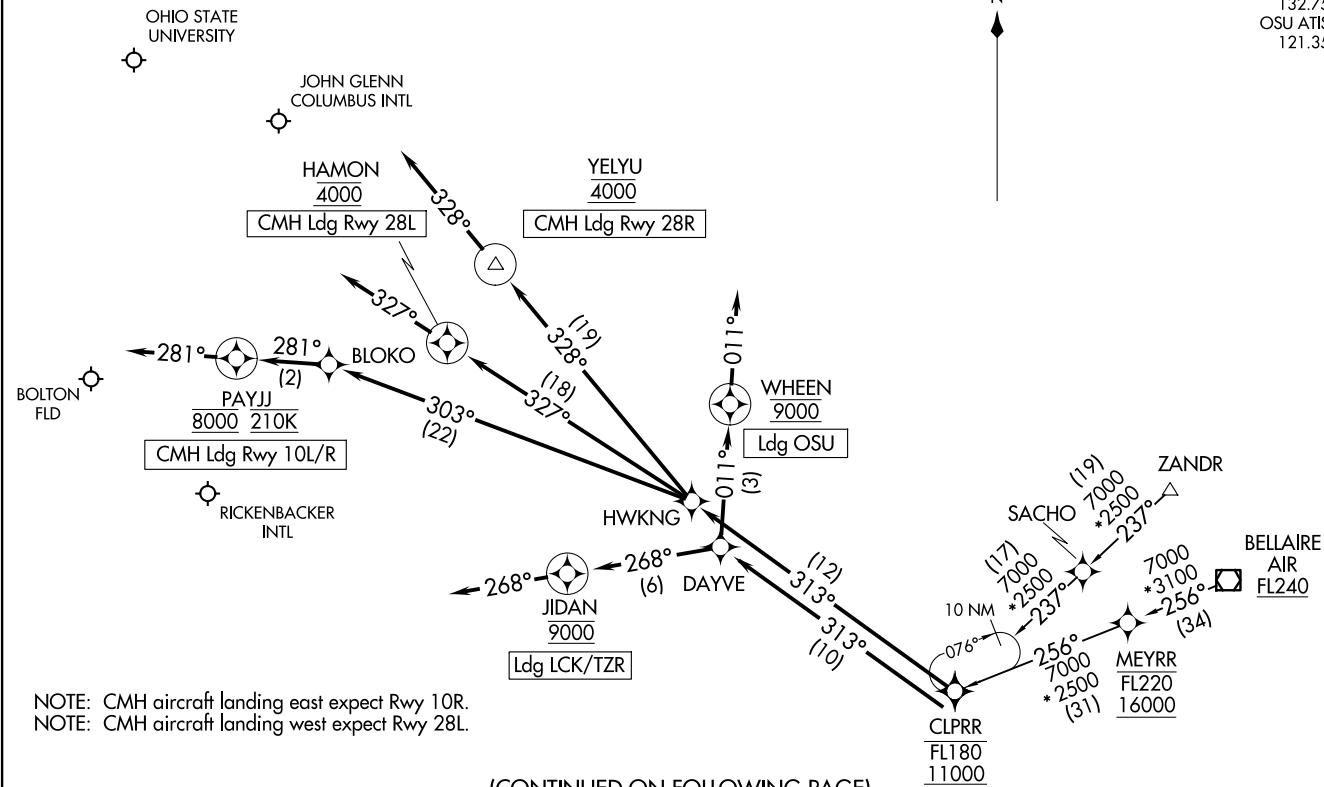 OHIO STATE
UNIVERSITY
N
OSU ATIS
JOHN GLENN
COLUMBUS INTL
HAMON
4000
CMH Ldg Rwy 28L
YELYU
4000
CMH Ldg Rwy 28R
328°
327°
(19)
328°
(18)
327°
011°
281°
281°
(2)
BLOKO
303°
(22)
BOLTON
FLD
PAYJJ
8000 210K
CMH Ldg Rwy 10L/R
WHEEN
9000
Ldg OSU
011°
(3)
RICKENBACKER
INTL
HWKNG
DAYVE
268°
(6)
268°
JIDAN
9000
Ldg LCK/TZR
(12)
313°
313°
(10)
ZANDR
(19)
7000
*2500
237°
SACHO
(17)
7000
*2500
237°
BELLAIRE
AIR
FL240
7000
*3100
256°
(34)
10 NM
076°
256°
7000
*2500
(31)
MEYRR
FL220
16000
CLPRR
FL180
11000
NOTE: CMH aircraft landing east expect Rwy 10R.
NOTE: CMH aircraft landing west expect Rwy 28L.
(CONTINUED ON FOLLOWING PAGE)